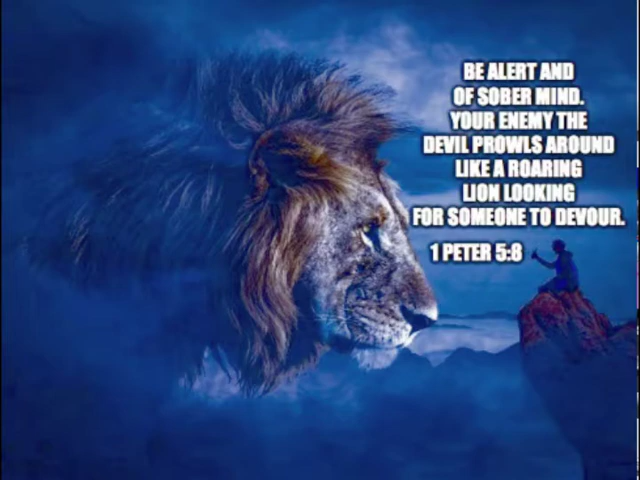 BE ALERT AND
OF SOBER MIND.
YOUR ENEMY THE
DEVIL PROWLS AROUND
LIKE A ROARING
LION LOOKING
FOR SOMEONE TO DEVOUR.
1 PETER 5:8